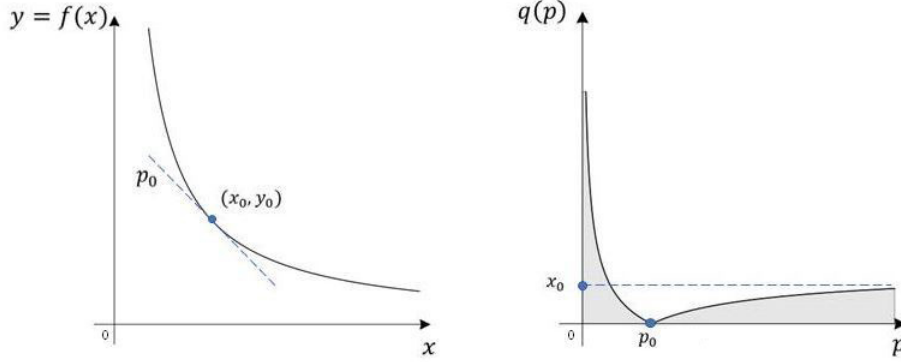 y = f(x)
p₀
(x₀, y₀)
0
x
q(p)
x₀
0
p₀
p